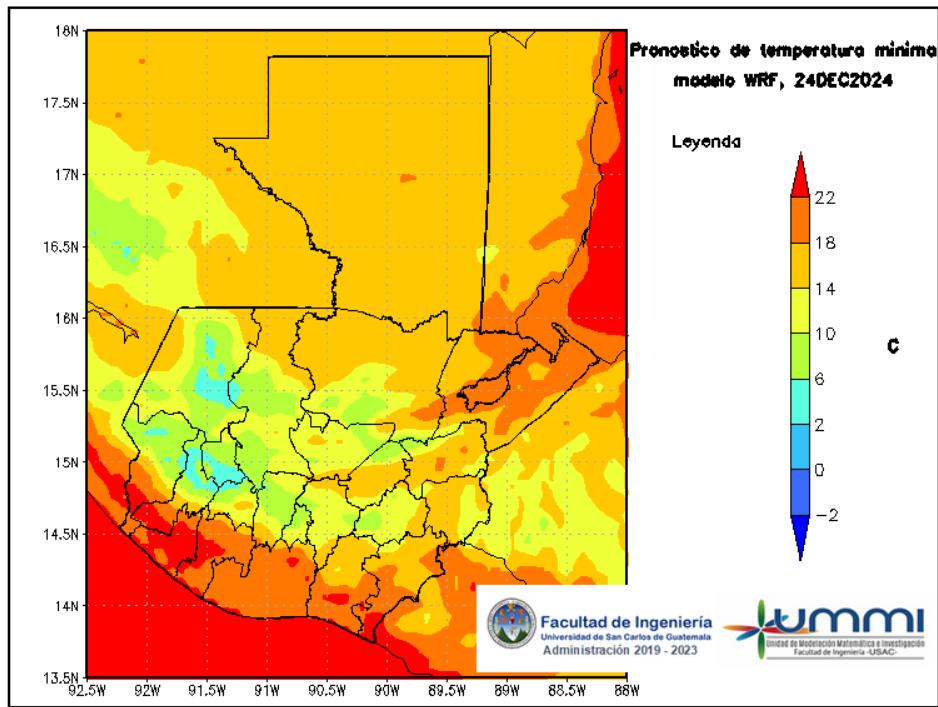 Pronostico de temperatura minima
modelo WRF, 24DEC2024
Leyenda
22
18
14
10
6
2
0
−2
C
18N
17.5N
17N
16.5N
16N
15.5N
15N
14.5N
14N
13.5N
92.5W 92W 91.5W 91W 90.5W 90W 89.5W 89W 88.5W 88W
Facultad de Ingeniería
Universidad de San Carlos de Guatemala
Administración 2019 - 2023
ummi
Unidad de Modelación Matemática e Investigación
Facultad de Ingeniería -USAC-